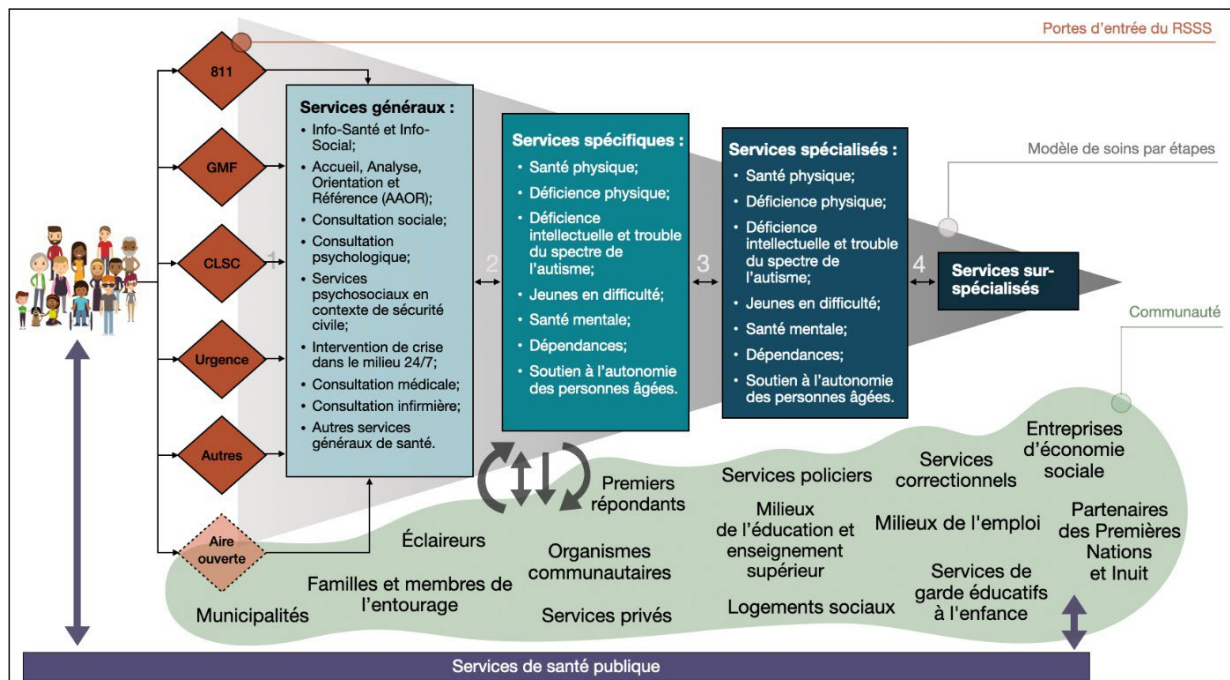 Portes d'entrée du RSSS
811
GMF
CLSC
Urgence
Autres
Aire
ouverte
1
Services généraux :
• Info-Santé et Info-
Social;
• Accueil, Analyse,
Orientation et
Référence (AAOR);
• Consultation sociale;
• Consultation
psychologique;
• Services
psychosociaux en
contexte de sécurité
civile;
• Intervention de crise
dans le milieu 24/7;
• Consultation médicale;
• Consultation infirmière;
• Autres services
généraux de santé.
2
Services spécifiques :
• Santé physique;
• Déficience physique;
• Déficience
intellectuelle et trouble
du spectre de
l'autisme;
• Jeunes en difficulté;
• Santé mentale;
• Dépendances;
• Soutien à l'autonomie
des personnes âgées.
3
Services spécialisés :
• Santé physique;
• Déficience physique;
• Déficience
intellectuelle et trouble
du spectre de
l'autisme;
• Jeunes en difficulté;
• Santé mentale;
• Dépendances;
• Soutien à l'autonomie
des personnes âgées.
4
Services sur-
spécialisés
Modèle de soins par étapes
Communauté
Municipalités
Éclaireurs
Familles et membres de
l'entourage
Premiers
répondants
Organismes
communautaires
Services privés
Services policiers
Milieux
de l'éducation et
enseignement
supérieur
Logements sociaux
Services
correctionnels
Milieux de l'emploi
Services de
garde éducatifs
à l'enfance
Entreprises
d'économie
sociale
Partenaires
des Premières
Nations
et Inuit
Services de santé publique